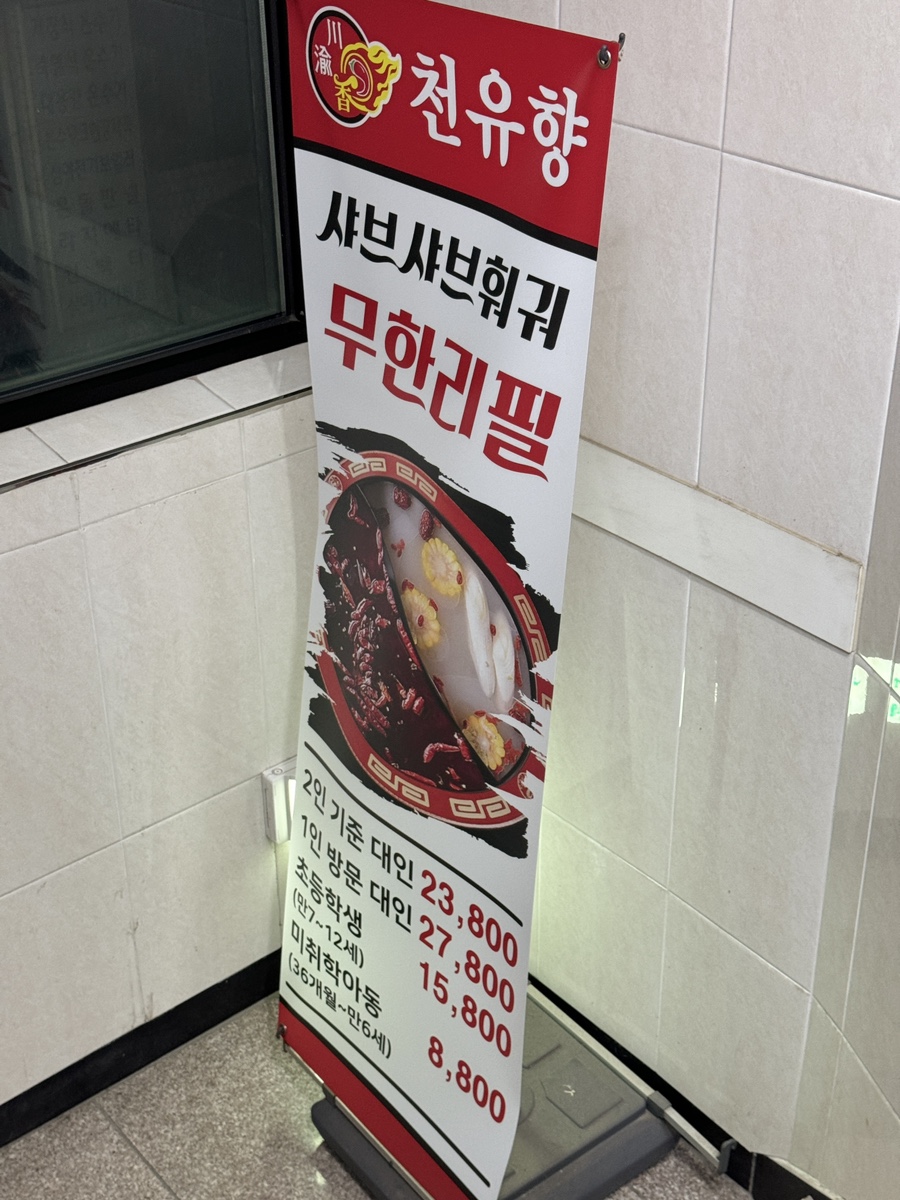 川
渝
香
천유향
샤브샤브훠궈
무한리필
2인 기준 대인 23,800
1인 방문 대인 27,800
초등학생 15,800
(만7~12세)
미취학아동 8,800
(36개월~만6세)